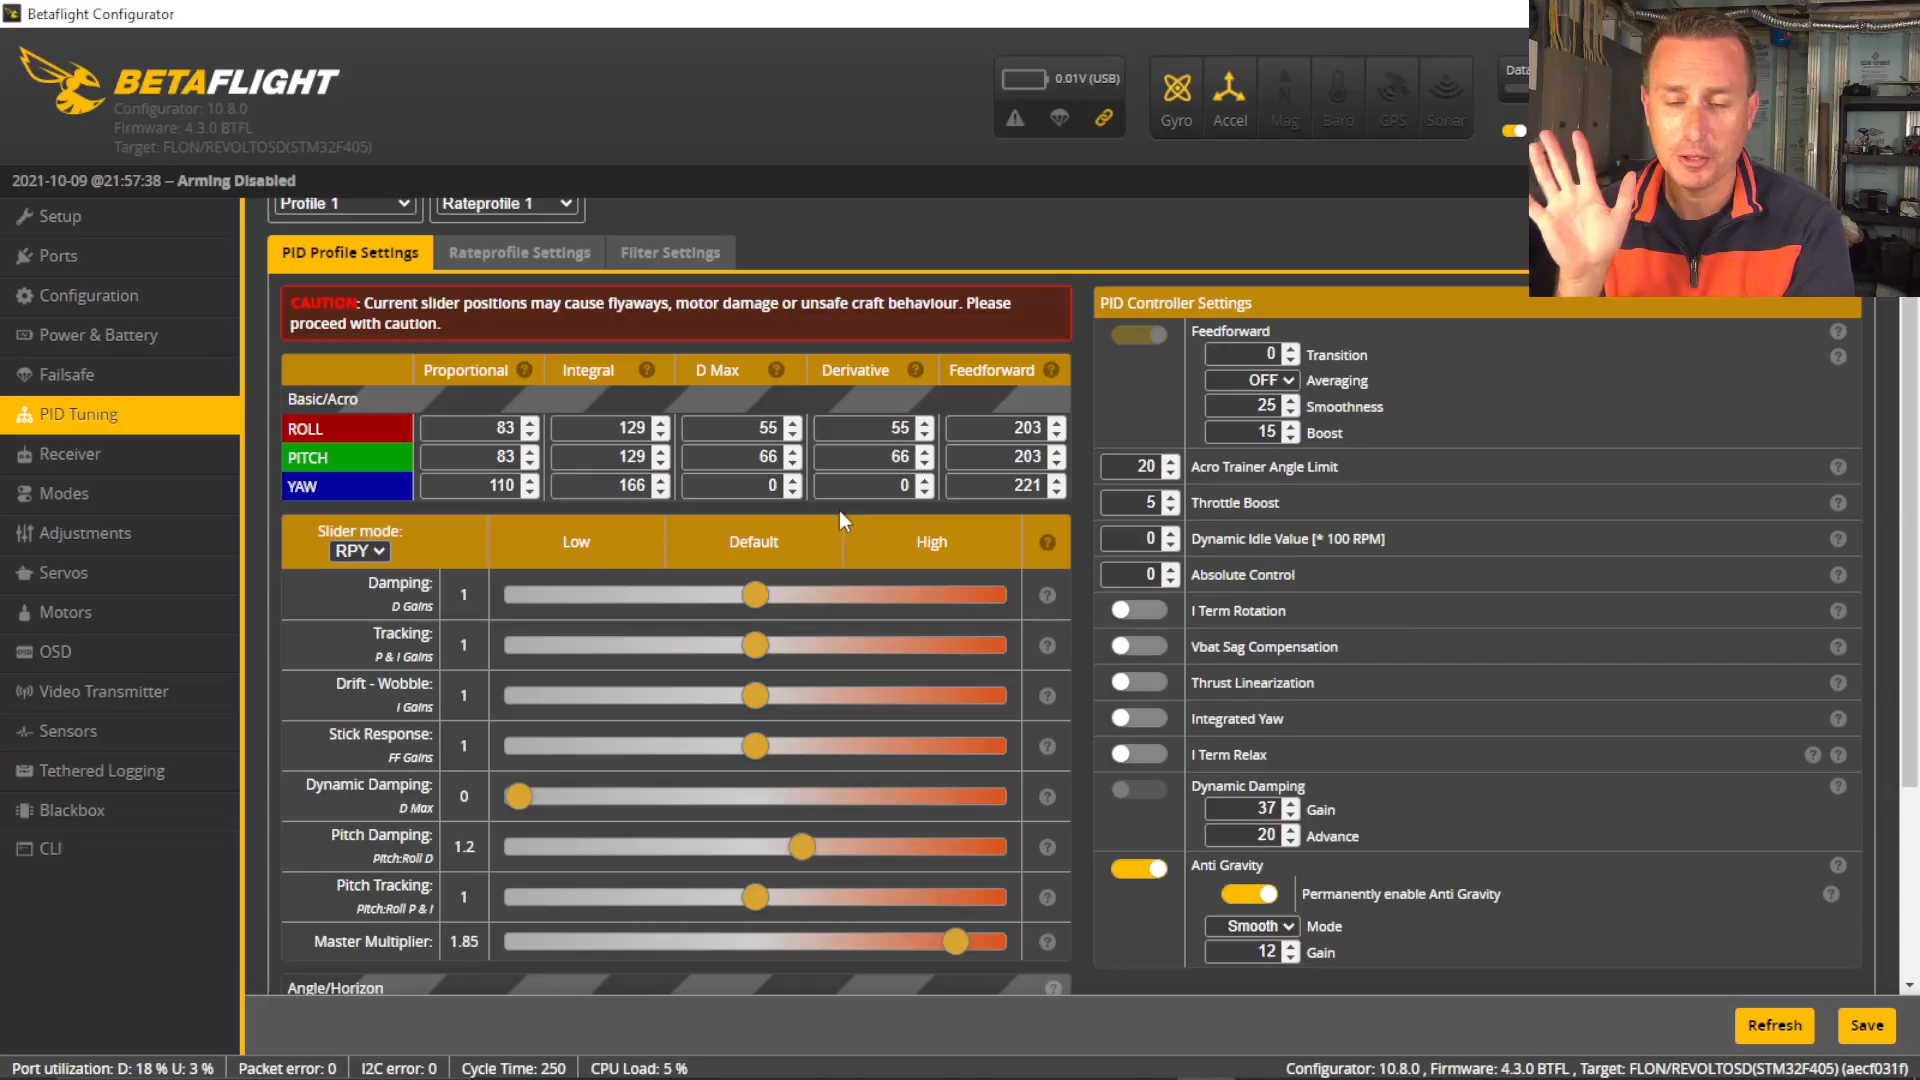 Betaflight Configurator
BETAFLIGHT
Configurator: 10.8.0
Firmware: 4.3.0 BTFL
Target: FLON/REVOLTOSD(STM32F405)
0.01V (USB)
Gyro
Accel
Mag
Baro
GPS
Sonar
Data
2021-10-09 @21:57:38 – Arming Disabled
Setup
Ports
Configuration
Power & Battery
Failsafe
PID Tuning
Receiver
Modes
Adjustments
Servos
Motors
OSD
Video Transmitter
Sensors
Tethered Logging
Blackbox
CLI
Profile 1
Rateprofile 1
PID Profile Settings
Rateprofile Settings
Filter Settings
CAUTION: Current slider positions may cause flyaways, motor damage or unsafe craft behaviour. Please
proceed with caution.
Proportional Integral D Max Derivative Feedforward
Basic/Acro
ROLL 83 129 55 55 203
PITCH 83 129 66 66 203
YAW 110 166 0 0 221
Slider mode:
RPY
Low Default High
Damping:
D Gains
1
Tracking:
P & I Gains
1
Drift - Wobble:
I Gains
1
Stick Response:
FF Gains
1
Dynamic Damping:
D Max
0
Pitch Damping:
Pitch:Roll D
1.2
Pitch Tracking:
Pitch:Roll P & I
1
Master Multiplier: 1.85
Angle/Horizon
PID Controller Settings
Feedforward
0 Transition
OFF Averaging
25 Smoothness
15 Boost
20 Acro Trainer Angle Limit
5 Throttle Boost
0 Dynamic Idle Value [* 100 RPM]
0 Absolute Control
I Term Rotation
Vbat Sag Compensation
Thrust Linearization
Integrated Yaw
I Term Relax
Dynamic Damping
37 Gain
20 Advance
Anti Gravity
Permanently enable Anti Gravity
Smooth Mode
12 Gain
Refresh
Save
Port utilization: D: 18 % U: 3 %
Packet error: 0
I2C error: 0
Cycle Time: 250
CPU Load: 5 %
Configurator: 10.8.0 , Firmware: 4.3.0 BTFL , Target: FLON/REVOLTOSD(STM32F405) (aecf031f)